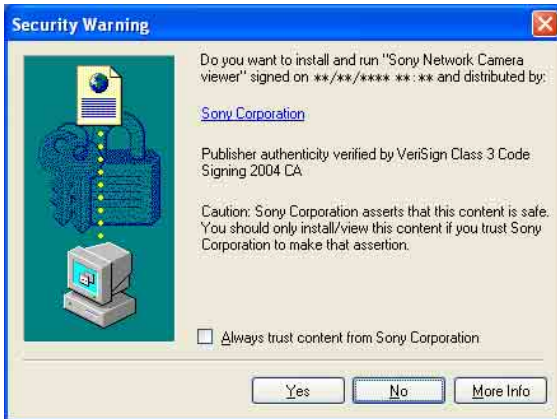 Security Warning
Do you want to install and run "Sony Network Camera
viewer" signed on **/**/**** **:** and distributed by:
Sony Corporation
Publisher authenticity verified by VeriSign Class 3 Code
Signing 2004 CA
Caution: Sony Corporation asserts that this content is safe.
You should only install/view this content if you trust Sony
Corporation to make that assertion.
Always trust content from Sony Corporation
Yes
No
More Info